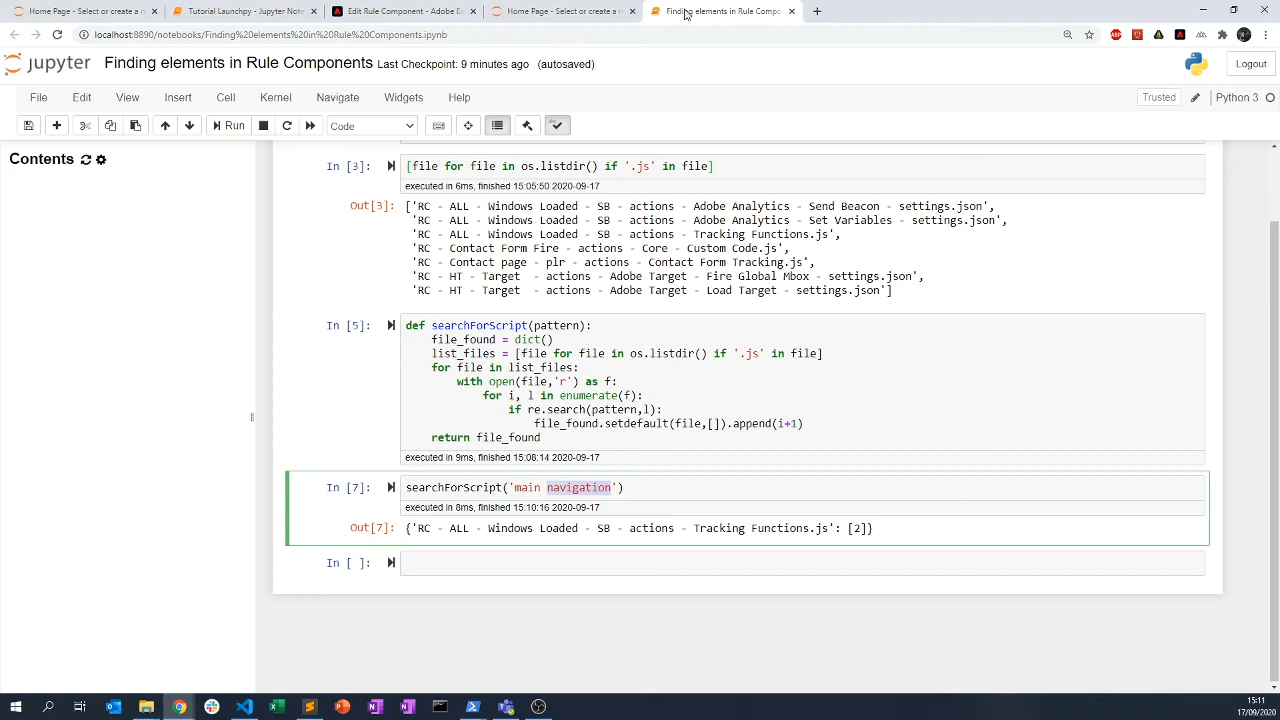 Home Page - Select or create a n
Tutorial Launchpy - Jupyter Note
Edit Rule Component - Adobe Ex
Home Page - Select or create a n
Finding elements in Rule Compo
localhost:8890/notebooks/Finding%20elements%20in%20Rule%20Components.ipynb
jupyter Finding elements in Rule Components Last Checkpoint: 9 minutes ago (autosaved)
Logout
File Edit View Insert Cell Kernel Navigate Widgets Help
Trusted
Python 3
Run
Code
Contents
In [3]: [file for file in os.listdir() if '.js' in file]
executed in 6ms, finished 15:05:50 2020-09-17
Out[3]: ['RC - ALL - Windows Loaded - SB - actions - Adobe Analytics - Send Beacon - settings.json',
'RC - ALL - Windows Loaded - SB - actions - Adobe Analytics - Set Variables - settings.json',
'RC - ALL - Windows Loaded - SB - actions - Tracking Functions.js',
'RC - Contact Form Fire - actions - Core - Custom Code.js',
'RC - Contact page - plr - actions - Contact Form Tracking.js',
'RC - HT - Target  - actions - Adobe Target - Fire Global Mbox - settings.json',
'RC - HT - Target  - actions - Adobe Target - Load Target - settings.json']
In [5]: def searchForScript(pattern):
file_found = dict()
list_files = [file for file in os.listdir() if '.js' in file]
for file in list_files:
with open(file,'r') as f:
for i, l in enumerate(f):
if re.search(pattern,l):
file_found.setdefault(file,[]).append(i+1)
return file_found
executed in 9ms, finished 15:08:14 2020-09-17
In [7]: searchForScript('main navigation')
executed in 8ms, finished 15:10:16 2020-09-17
Out[7]: {'RC - ALL - Windows Loaded - SB - actions - Tracking Functions.js': [2]}
In [ ]:
15:11
17/09/2020